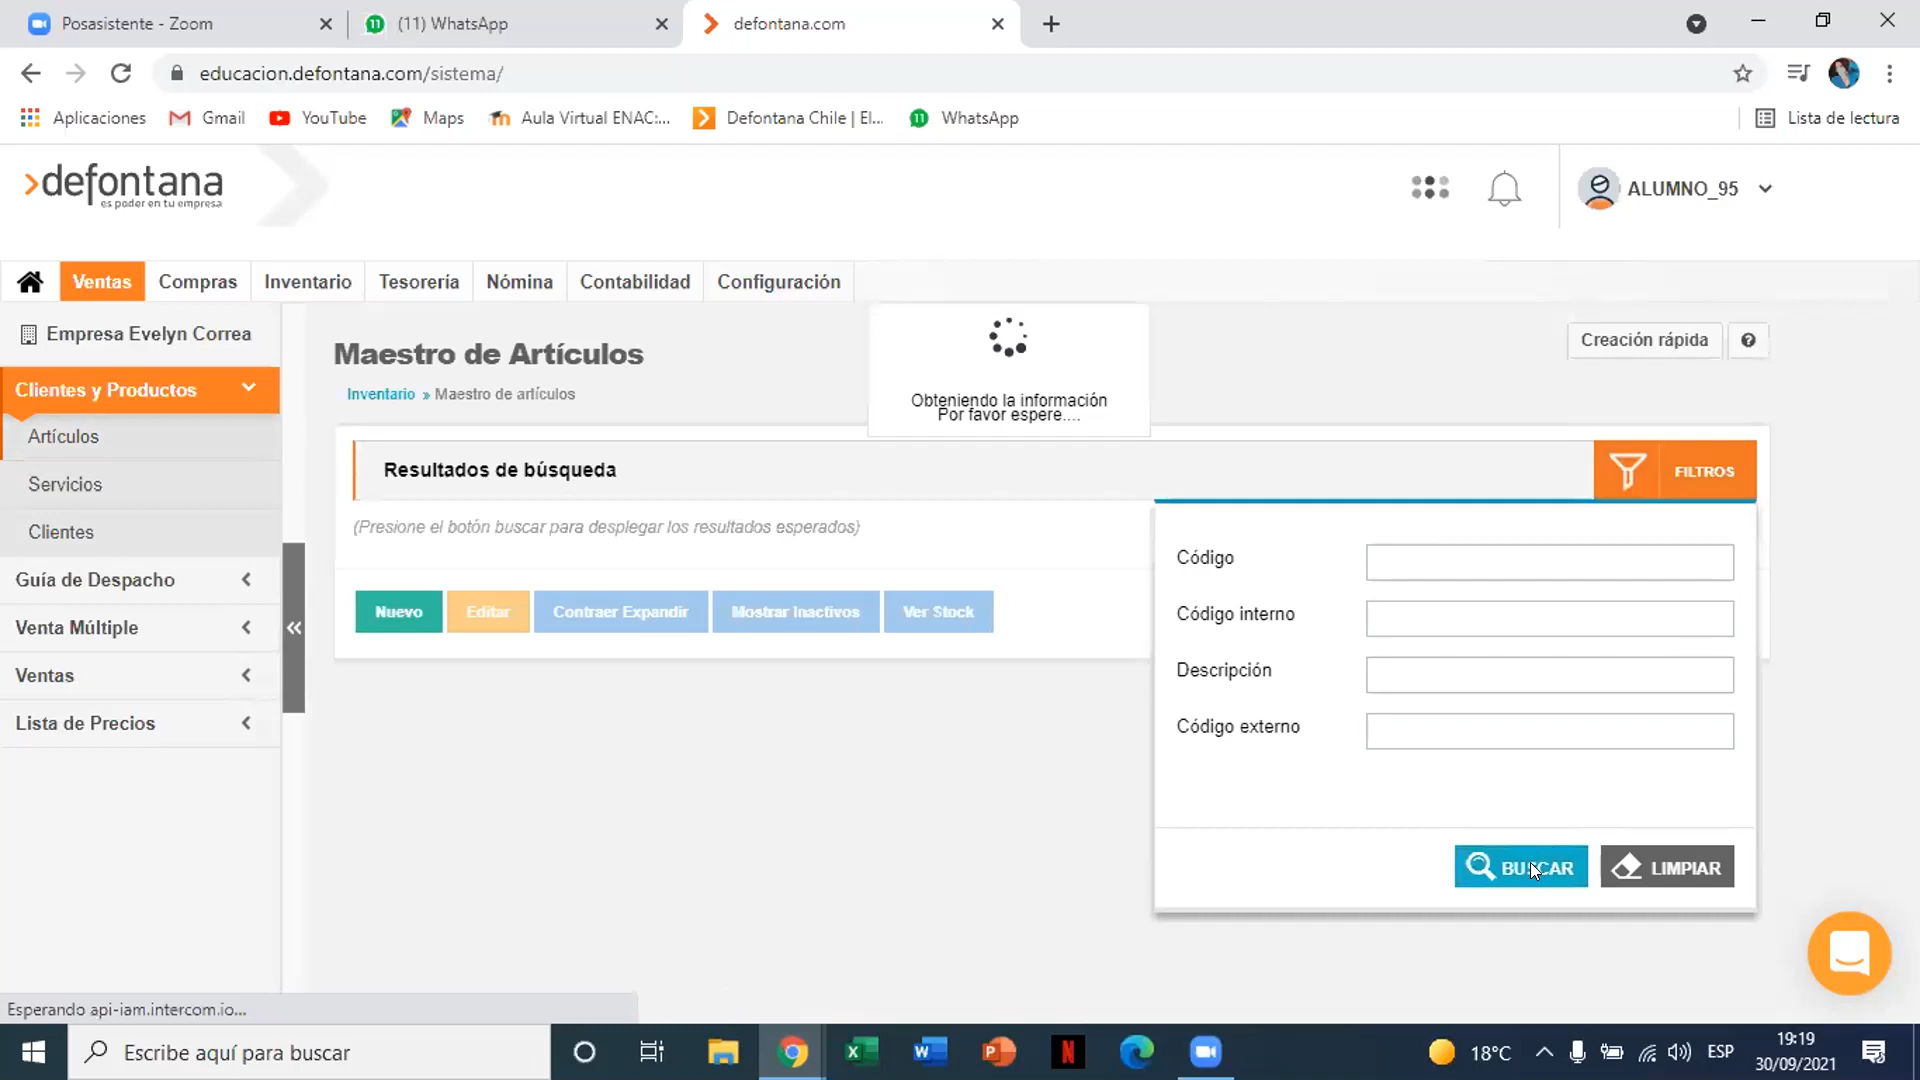 Posasistente - Zoom
(11) WhatsApp
defontana.com
educacion.defontana.com/sistema/
Aplicaciones
Gmail
YouTube
Maps
Aula Virtual ENAC:...
Defontana Chile | El...
WhatsApp
Lista de lectura
defontana
es poder en tu empresa
ALUMNO_95
Ventas
Compras
Inventario
Tesorería
Nómina
Contabilidad
Configuración
Empresa Evelyn Correa
Clientes y Productos
Artículos
Servicios
Clientes
Guía de Despacho
Venta Múltiple
Ventas
Lista de Precios
Maestro de Artículos
Inventario » Maestro de artículos
Obteniendo la información
Por favor espere....
Creación rápida
?
Resultados de búsqueda
FILTROS
(Presione el botón buscar para desplegar los resultados esperados)
Nuevo
Editar
Contraer Expandir
Mostrar Inactivos
Ver Stock
Código
Código interno
Descripción
Código externo
BUSCAR
LIMPIAR
Esperando api-iam.intercom.io...
Escribe aquí para buscar
18°C
ESP
19:19
30/09/2021